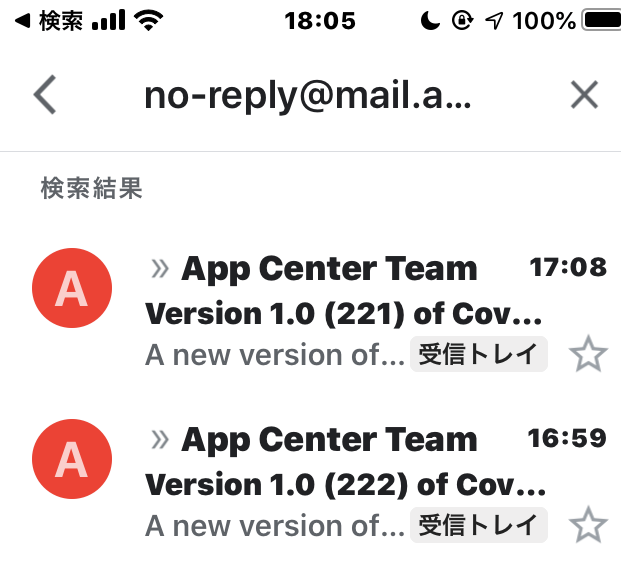 ◀ 検索 18:05 100%
no-reply@mail.a...
検索結果
A » App Center Team 17:08
Version 1.0 (221) of Cov...
A new version of... 受信トレイ
A » App Center Team 16:59
Version 1.0 (222) of Cov...
A new version of... 受信トレイ